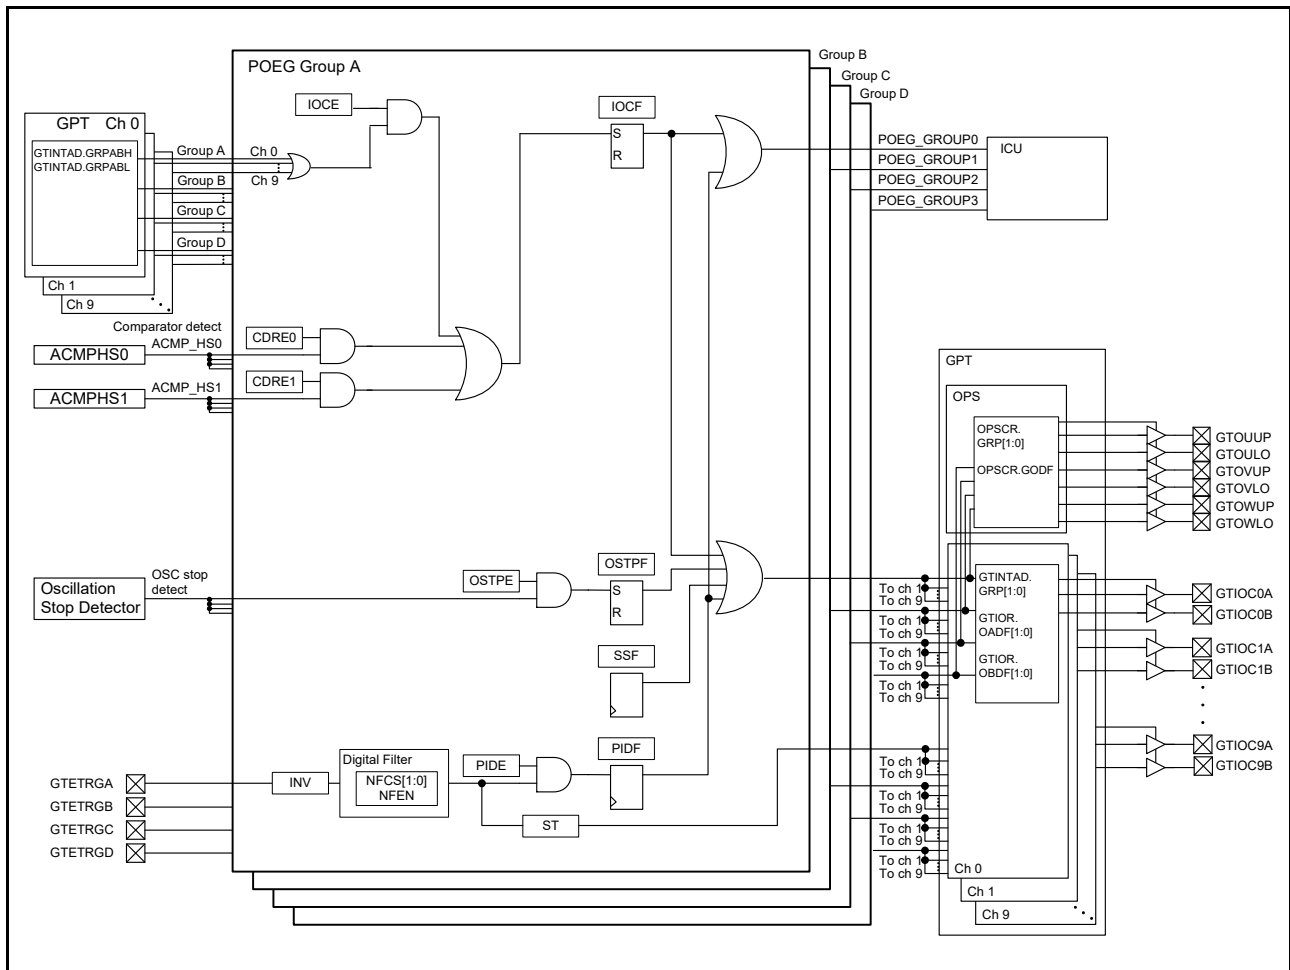 POEG Group A
Group B
Group C
Group D
IOCE
IOCF
S
R
GPT Ch 0
GTINTAD.GRPABH
GTINTAD.GRPABL
Group A
Group B
Group C
Group D
Ch 0
Ch 9
Ch 1
Ch 9
POEG_GROUP0
POEG_GROUP1
POEG_GROUP2
POEG_GROUP3
ICU
Comparator detect
ACMP_HS0
ACMPHS0
CDRE0
ACMP_HS1
ACMPHS1
CDRE1
GPT
OPS
OPSCR.
GRP[1:0]
OPSCR.GODF
GTOUUP
GTOULO
GTOVUP
GTOVLO
GTOWUP
GTOWLO
OSC stop
detect
Oscillation
Stop Detector
OSTPE
OSTPF
S
R
SSF
To ch 1
To ch 9
To ch 1
To ch 9
To ch 1
To ch 9
To ch 1
To ch 9
GTINTAD.
GRP[1:0]
GTIOR.
OADF[1:0]
GTIOR.
OBDF[1:0]
GTIOC0A
GTIOC0B
GTIOC1A
GTIOC1B
GTIOC9A
GTIOC9B
GTETRGA
GTETRGB
GTETRGC
GTETRGD
INV
Digital Filter
NFCS[1:0]
NFEN
PIDE
PIDF
ST
To ch 1
To ch 9
To ch 1
To ch 9
To ch 1
To ch 9
To ch 1
To ch 9
Ch 0
Ch 1
Ch 9